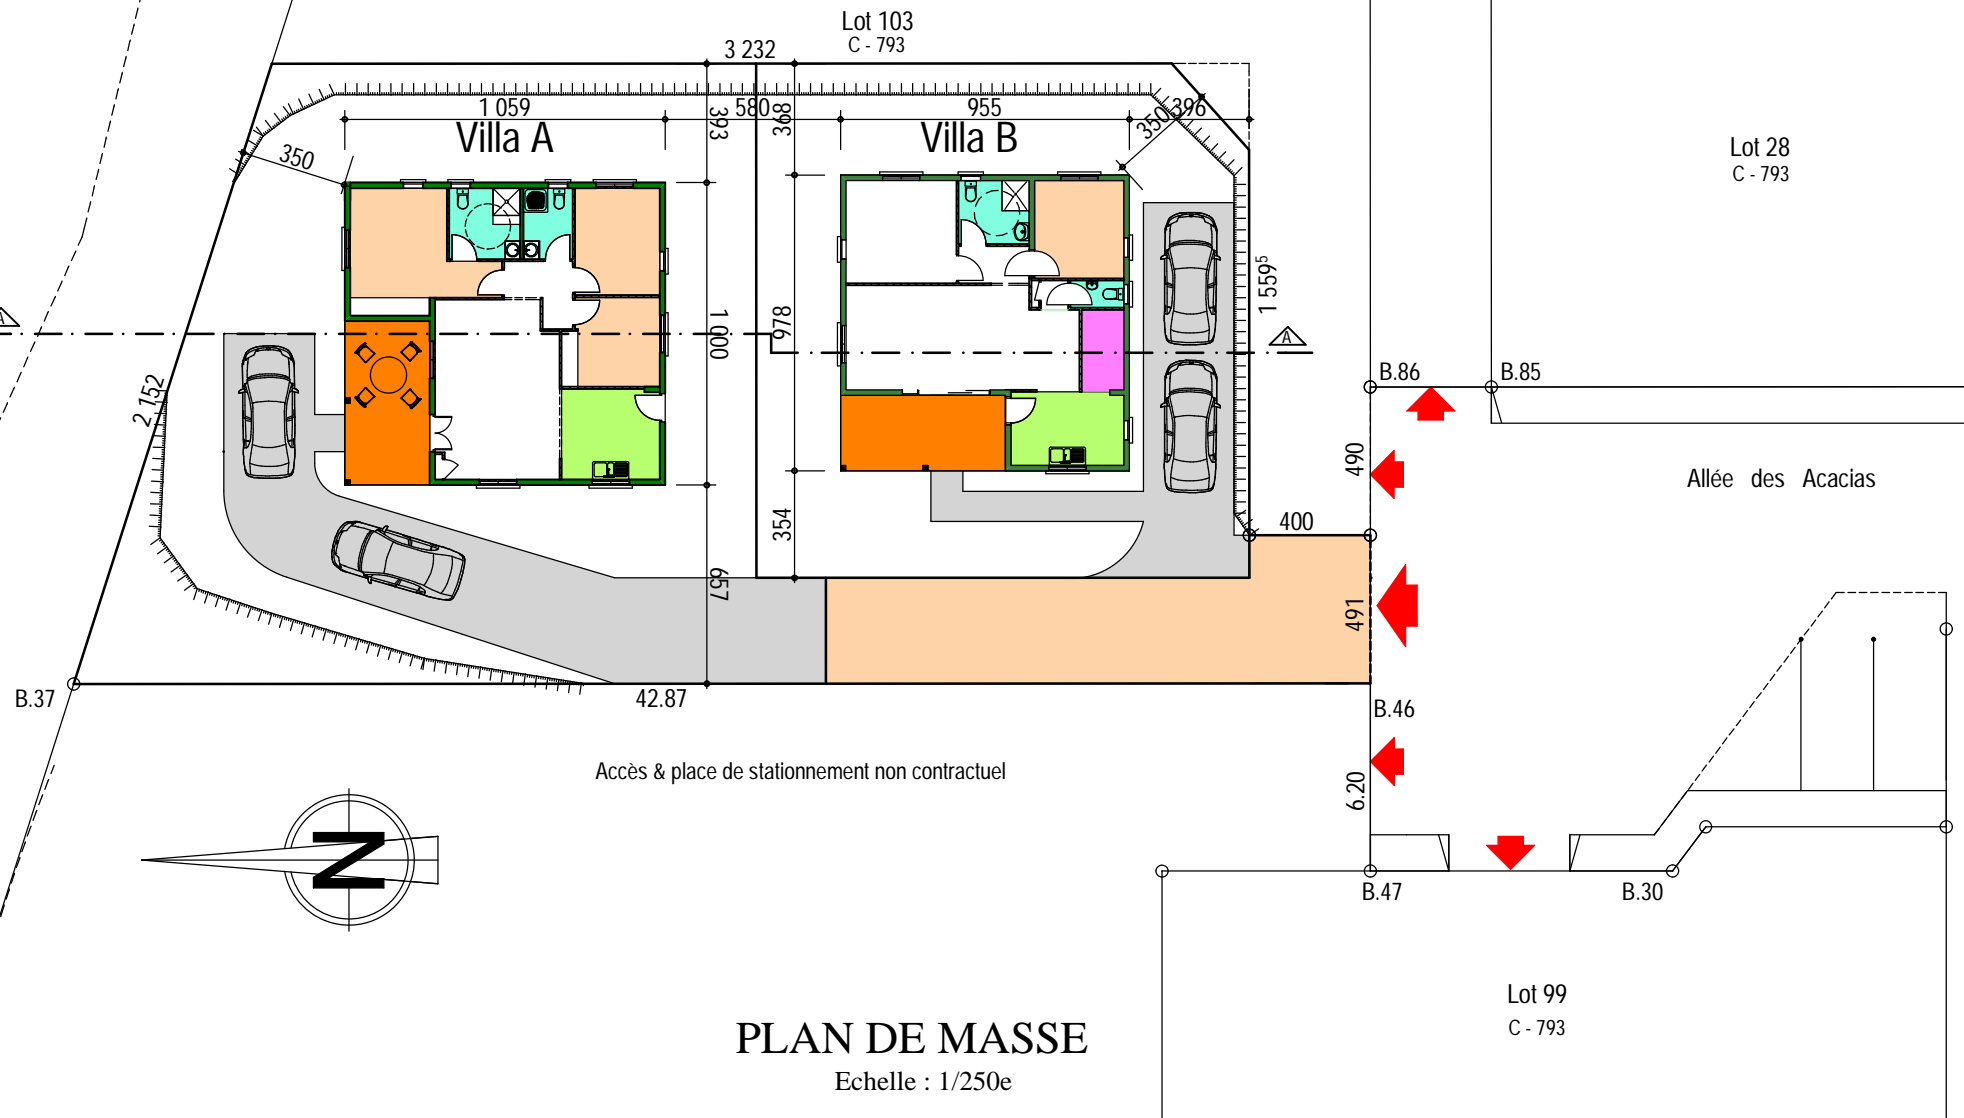 Lot 103
C - 793
3 232
1 059
580
955
396
393
368
350
Villa A
Villa B
350
Lot 28
C - 793
1 559⁵
1 000
978
A
A
2 152
B.86
B.85
490
Allée des Acacias
400
354
657
491
B.37
42.87
B.46
Accès & place de stationnement non contractuel
6.20
N
B.47
B.30
Lot 99
C - 793
PLAN DE MASSE
Echelle : 1/250e